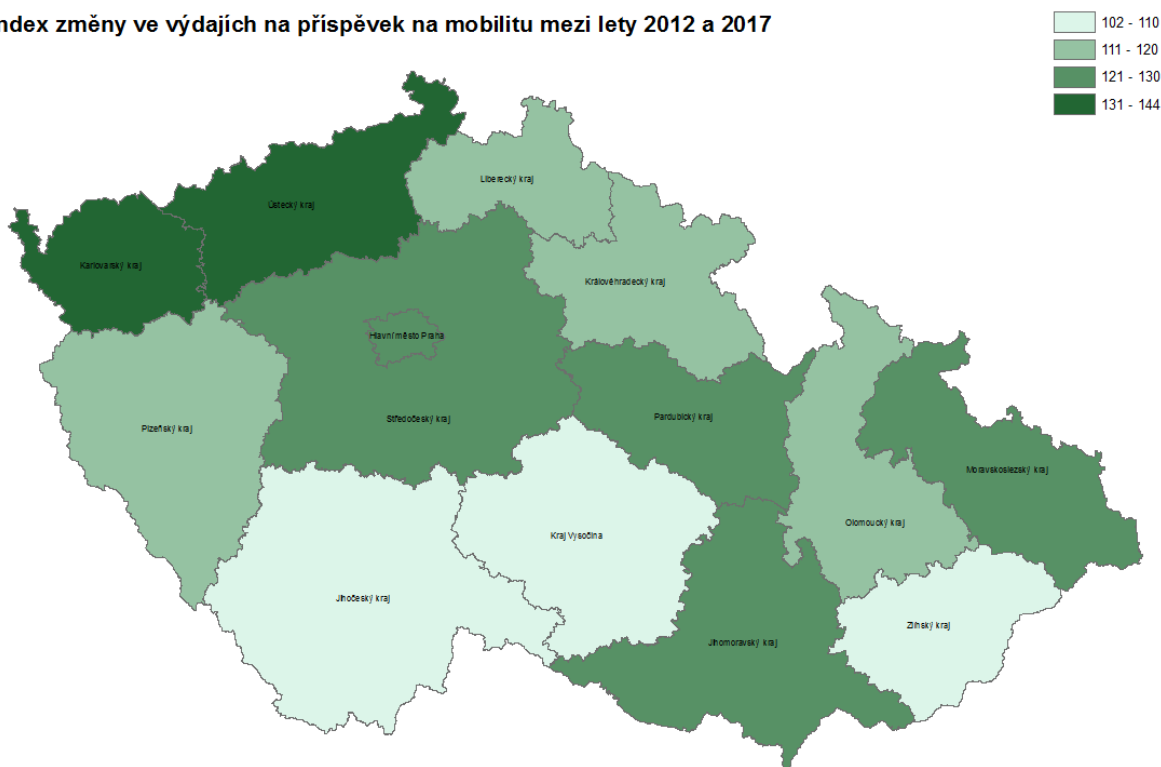 ndex změny ve výdajích na příspěvek na mobilitu mezi lety 2012 a 2017
102 - 110
111 - 120
121 - 130
131 - 144
Liberecký kraj
Ústecký kraj
Karlovarský kraj
Královéhradecký kraj
Hlavní město Praha
Středočeský kraj
Pardubický kraj
Plzeňský kraj
Moravskoslezský kraj
Olomoucký kraj
Kraj Vysočina
Jihočeský kraj
Zlínský kraj
Jihomoravský kraj